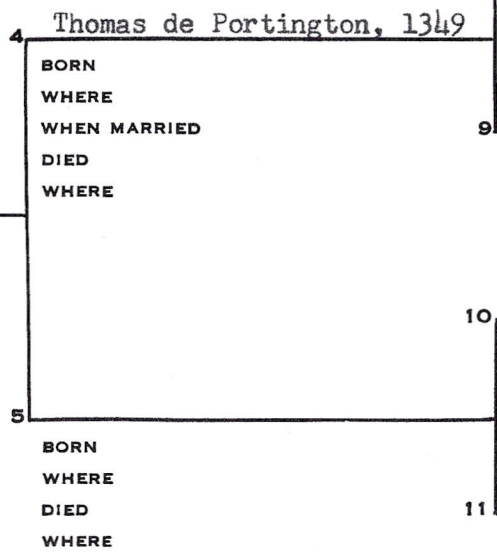 Thomas de Portington, 1349
4
BORN
WHERE
WHEN MARRIED
9
DIED
WHERE
10
5
BORN
WHERE
DIED
11
WHERE